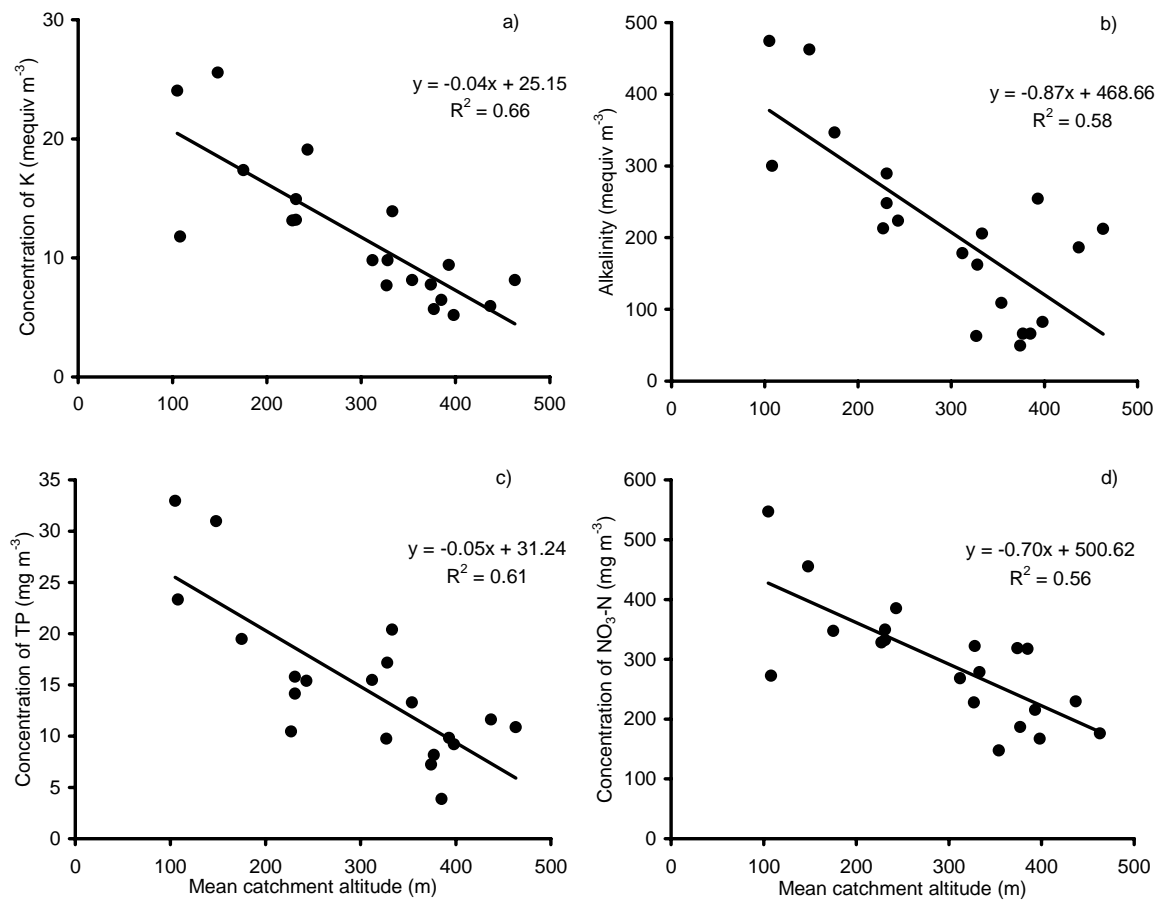 a)
y = -0.04x + 25.15
R² = 0.66
Concentration of K (mequiv m⁻³)
30
20
10
0
0 100 200 300 400 500
b)
y = -0.87x + 468.66
R² = 0.58
Alkalinity (mequiv m⁻³)
500
400
300
200
100
0
0 100 200 300 400 500
c)
y = -0.05x + 31.24
R² = 0.61
Concentration of TP (mg m⁻³)
35
30
25
20
15
10
5
0
0 100 200 300 400 500
Mean catchment altitude (m)
d)
y = -0.70x + 500.62
R² = 0.56
Concentration of NO₃-N (mg m⁻³)
600
500
400
300
200
100
0
0 100 200 300 400 500
Mean catchment altitude (m)